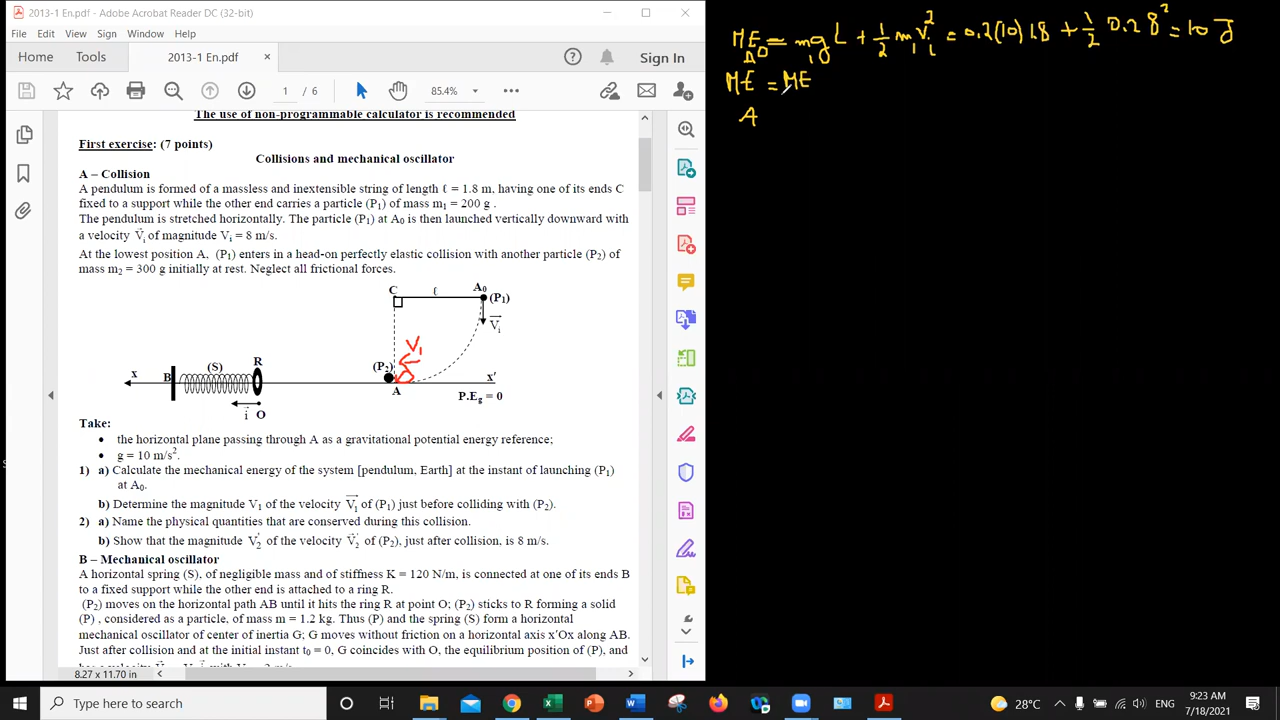 2013-1 En.pdf - Adobe Acrobat Reader DC (32-bit)
File Edit View Sign Window Help
Home Tools 2013-1 En.pdf × Sign In
1 / 6 85.4%
The use of non-programmable calculator is recommended
First exercise: (7 points)
Collisions and mechanical oscillator
A – Collision
A pendulum is formed of a massless and inextensible string of length ℓ = 1.8 m, having one of its ends C
fixed to a support while the other end carries a particle (P₁) of mass m₁ = 200 g .
The pendulum is stretched horizontally. The particle (P₁) at A₀ is then launched vertically downward with
a velocity V⃗ᵢ of magnitude Vᵢ = 8 m/s.
At the lowest position A, (P₁) enters in a head-on perfectly elastic collision with another particle (P₂) of
mass m₂ = 300 g initially at rest. Neglect all frictional forces.
C ℓ A₀ (P₁)
V⃗ᵢ
V₁
x B (S) R (P₂) x′
i⃗ O A P.E_g = 0
Take:
• the horizontal plane passing through A as a gravitational potential energy reference;
• g = 10 m/s².
1) a) Calculate the mechanical energy of the system [pendulum, Earth] at the instant of launching (P₁)
at A₀.
b) Determine the magnitude V₁ of the velocity V⃗₁ of (P₁) just before colliding with (P₂).
2) a) Name the physical quantities that are conserved during this collision.
b) Show that the magnitude V′₂ of the velocity V⃗′₂ of (P₂), just after collision, is 8 m/s.
B – Mechanical oscillator
A horizontal spring (S), of negligible mass and of stiffness K = 120 N/m, is connected at one of its ends B
to a fixed support while the other end is attached to a ring R.
(P₂) moves on the horizontal path AB until it hits the ring R at point O; (P₂) sticks to R forming a solid
(P) , considered as a particle, of mass m = 1.2 kg. Thus (P) and the spring (S) form a horizontal
mechanical oscillator of center of inertia G; G moves without friction on a horizontal axis x′Ox along AB.
Just after collision and at the initial instant t₀ = 0, G coincides with O, the equilibrium position of (P), and
8.27 x 11.70 in
ME_A0 = m₁gL + 1/2 m₁vᵢ² = 0.2(10)1.8 + 1/2 0.2 8² = 10 J
ME = ME
A
Type here to search
28°C ENG 9:23 AM
7/18/2021